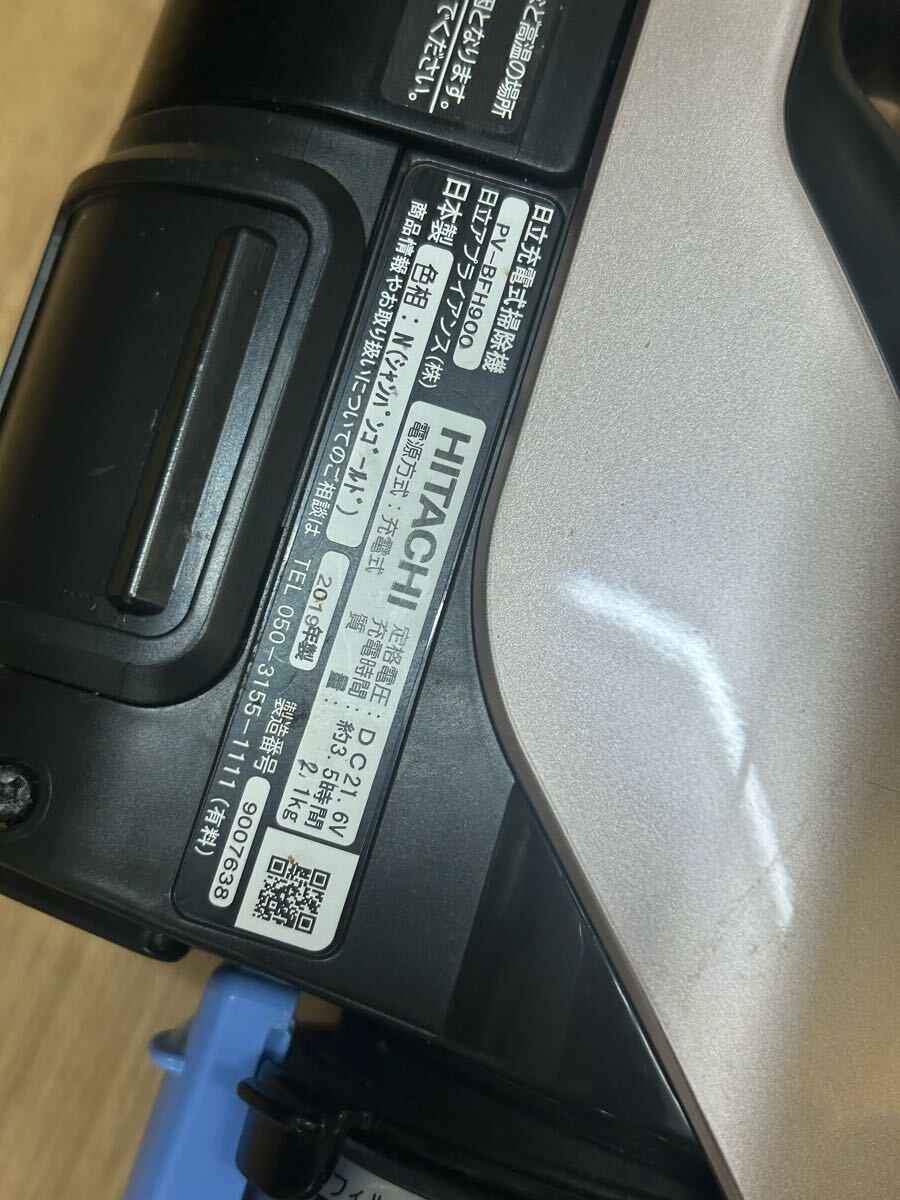 ど高温の場所
因となります。
てください。
日立充電式掃除機
PV-BFH900
日立アプライアンス(株)
日本製
色相:N(シャンパンゴールド)
商品情報やお取り扱いについてのご相談は TEL 050-3155-1111(有料)
HITACHI
電源方式:充電式
定格電圧:DC21.6V
充電時間:約3.5時間
質量:2.1kg
2019年製
製造番号 9007638
フィル